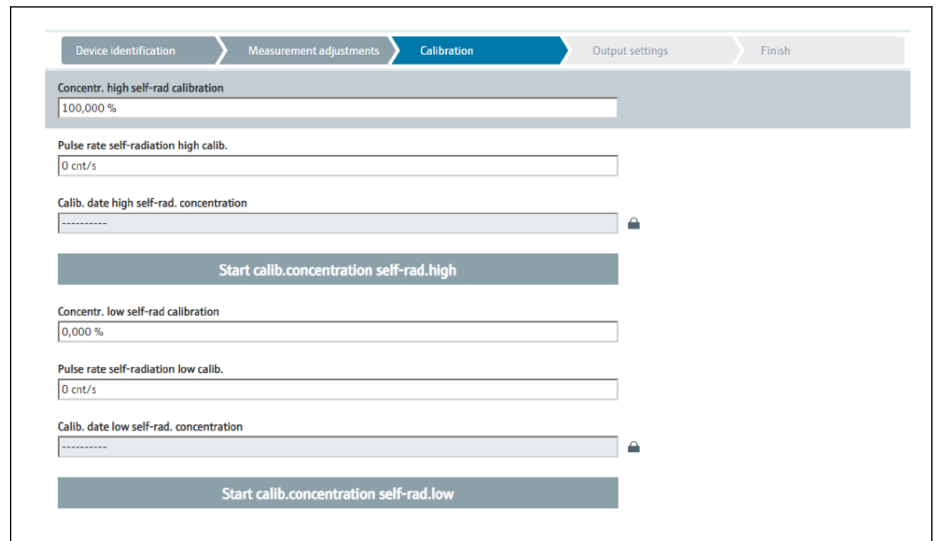 Device identification
Measurement adjustments
Calibration
Output settings
Finish
Concentr. high self-rad calibration
100,000 %
Pulse rate self-radiation high calib.
0 cnt/s
Calib. date high self-rad. concentration
----------
Start calib.concentration self-rad.high
Concentr. low self-rad calibration
0,000 %
Pulse rate self-radiation low calib.
0 cnt/s
Calib. date low self-rad. concentration
----------
Start calib.concentration self-rad.low